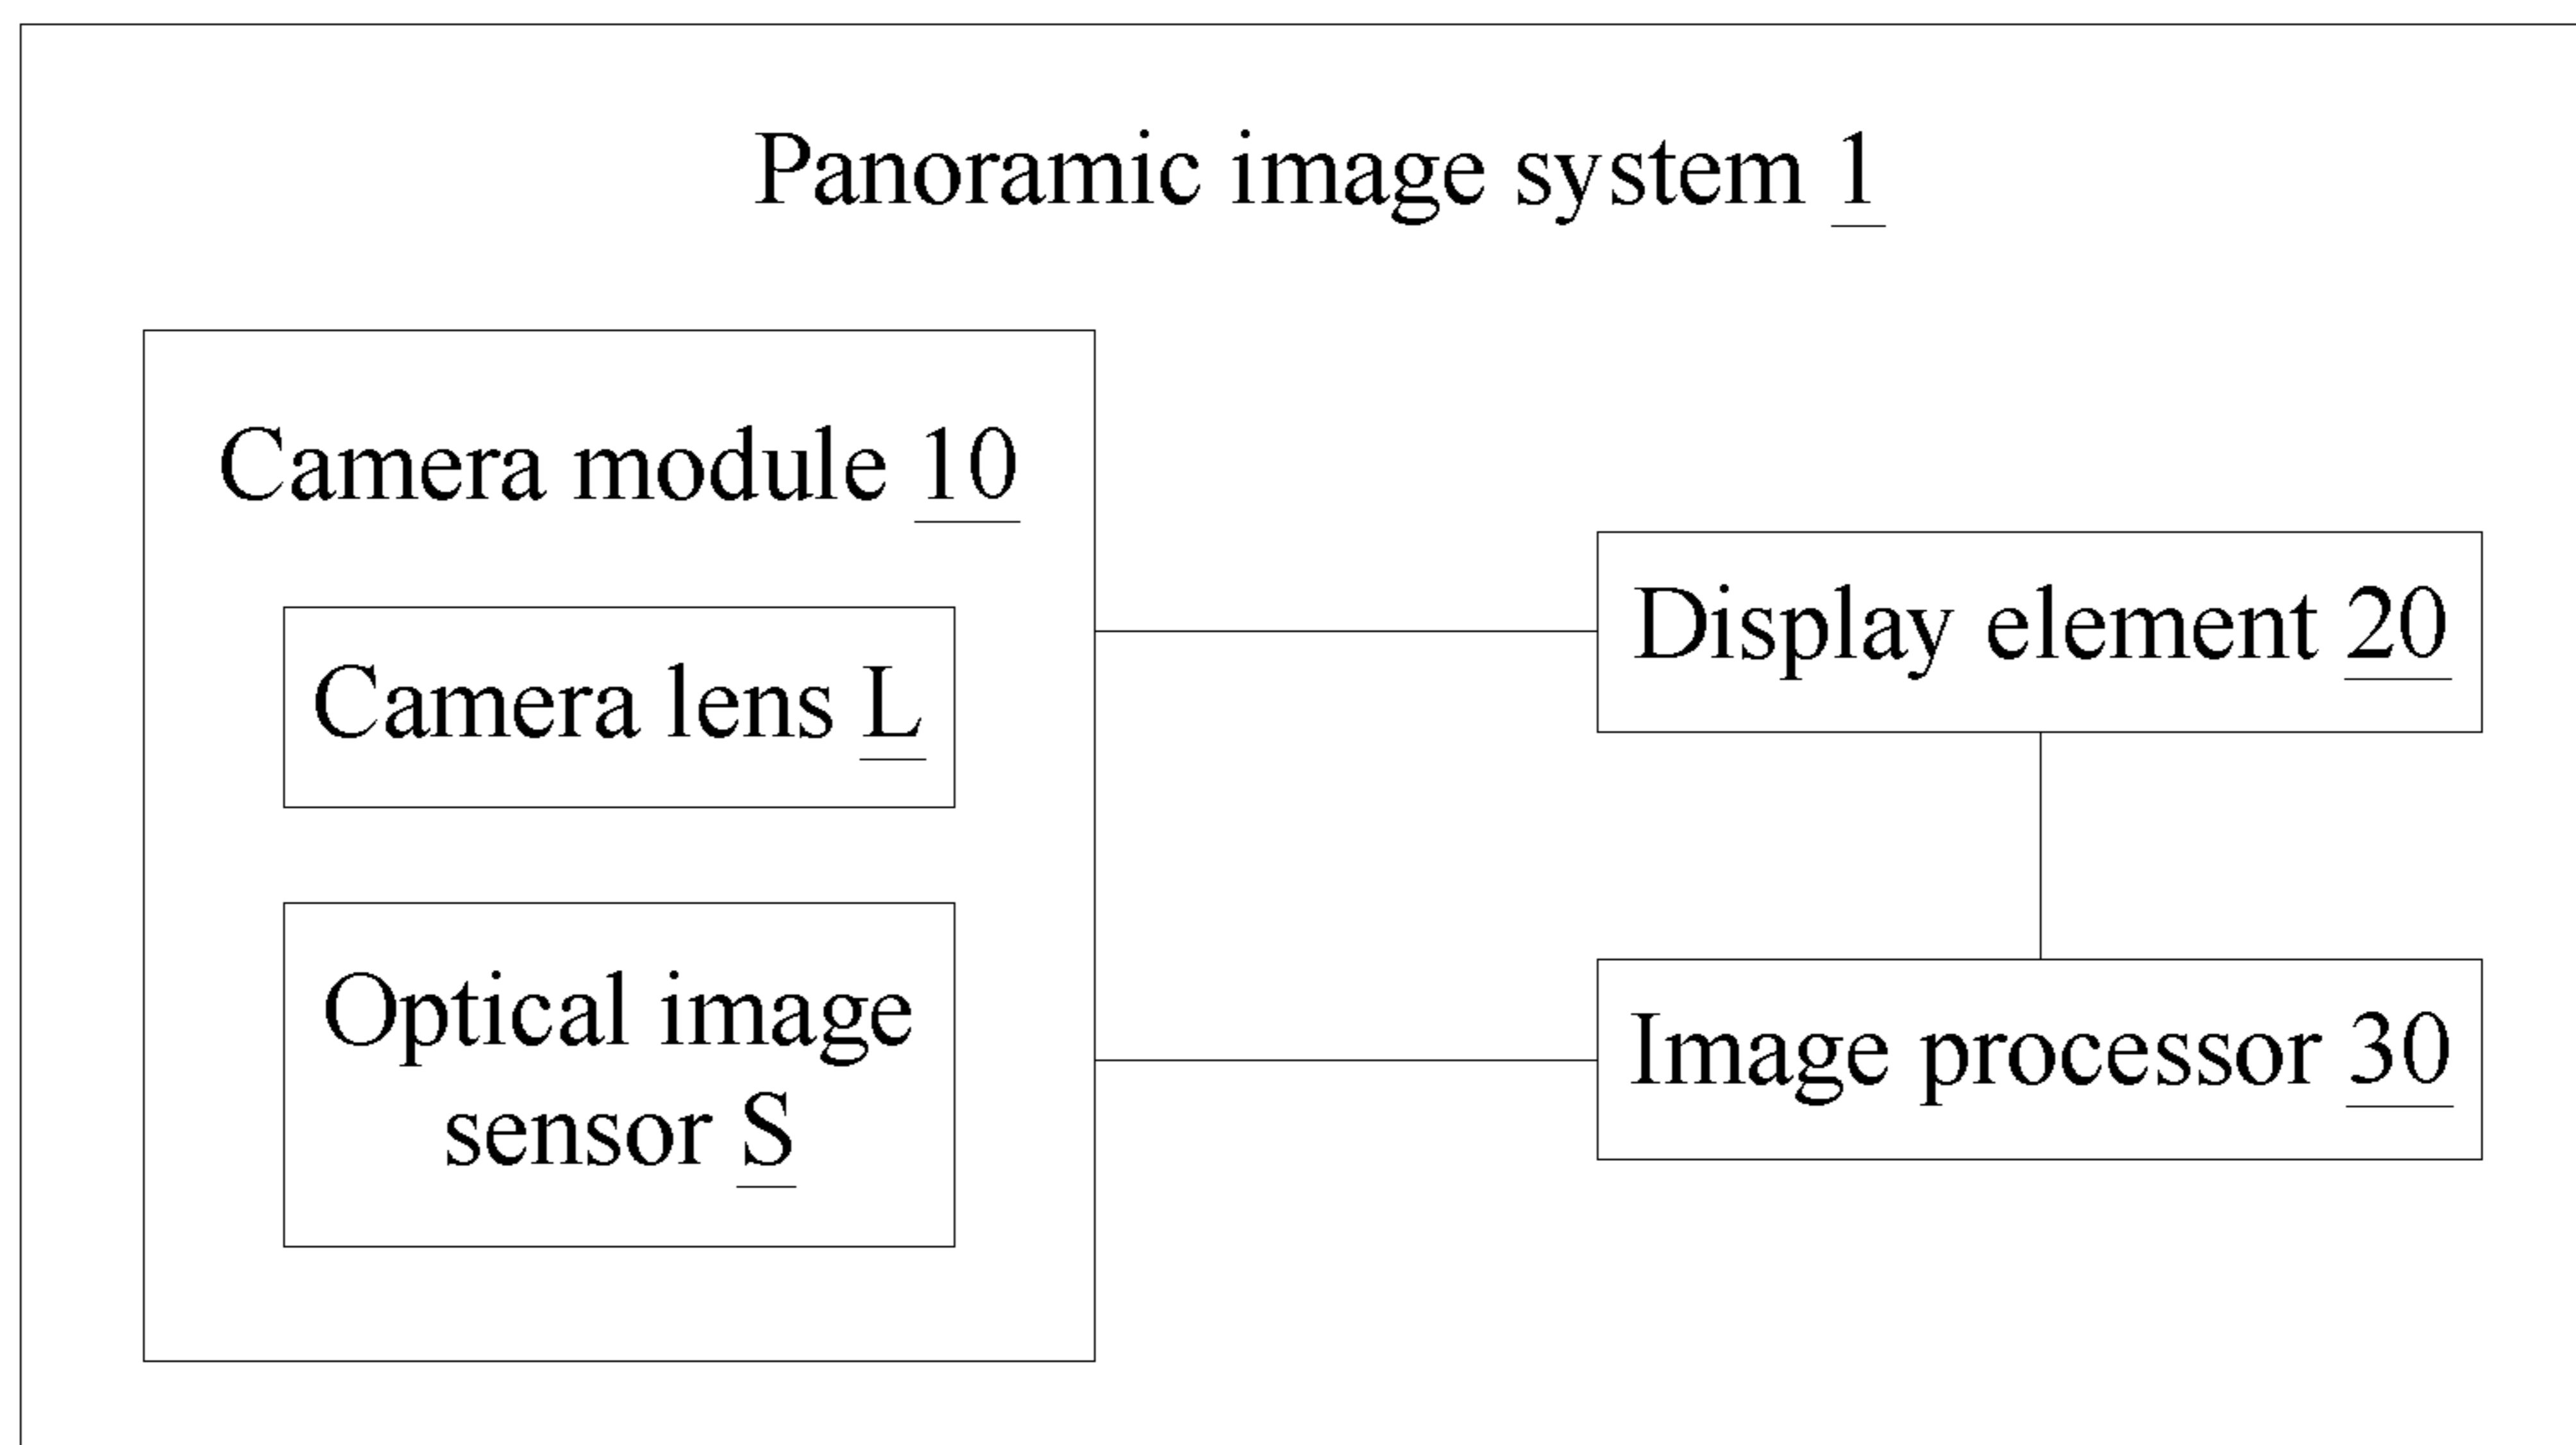 Panoramic image system 1
Camera module 10
Camera lens L
Optical image
sensor S
Display element 20
Image processor 30